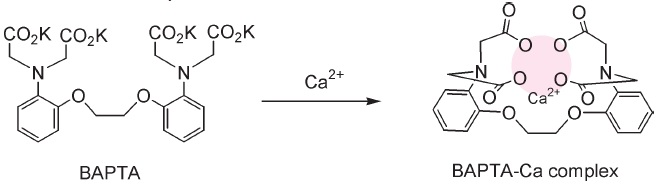 CO₂K CO₂K CO₂K CO₂K
N N
O O
BAPTA
Ca²⁺
O O
O O
N N
O O
O Ca²⁺ O
O O
BAPTA-Ca complex